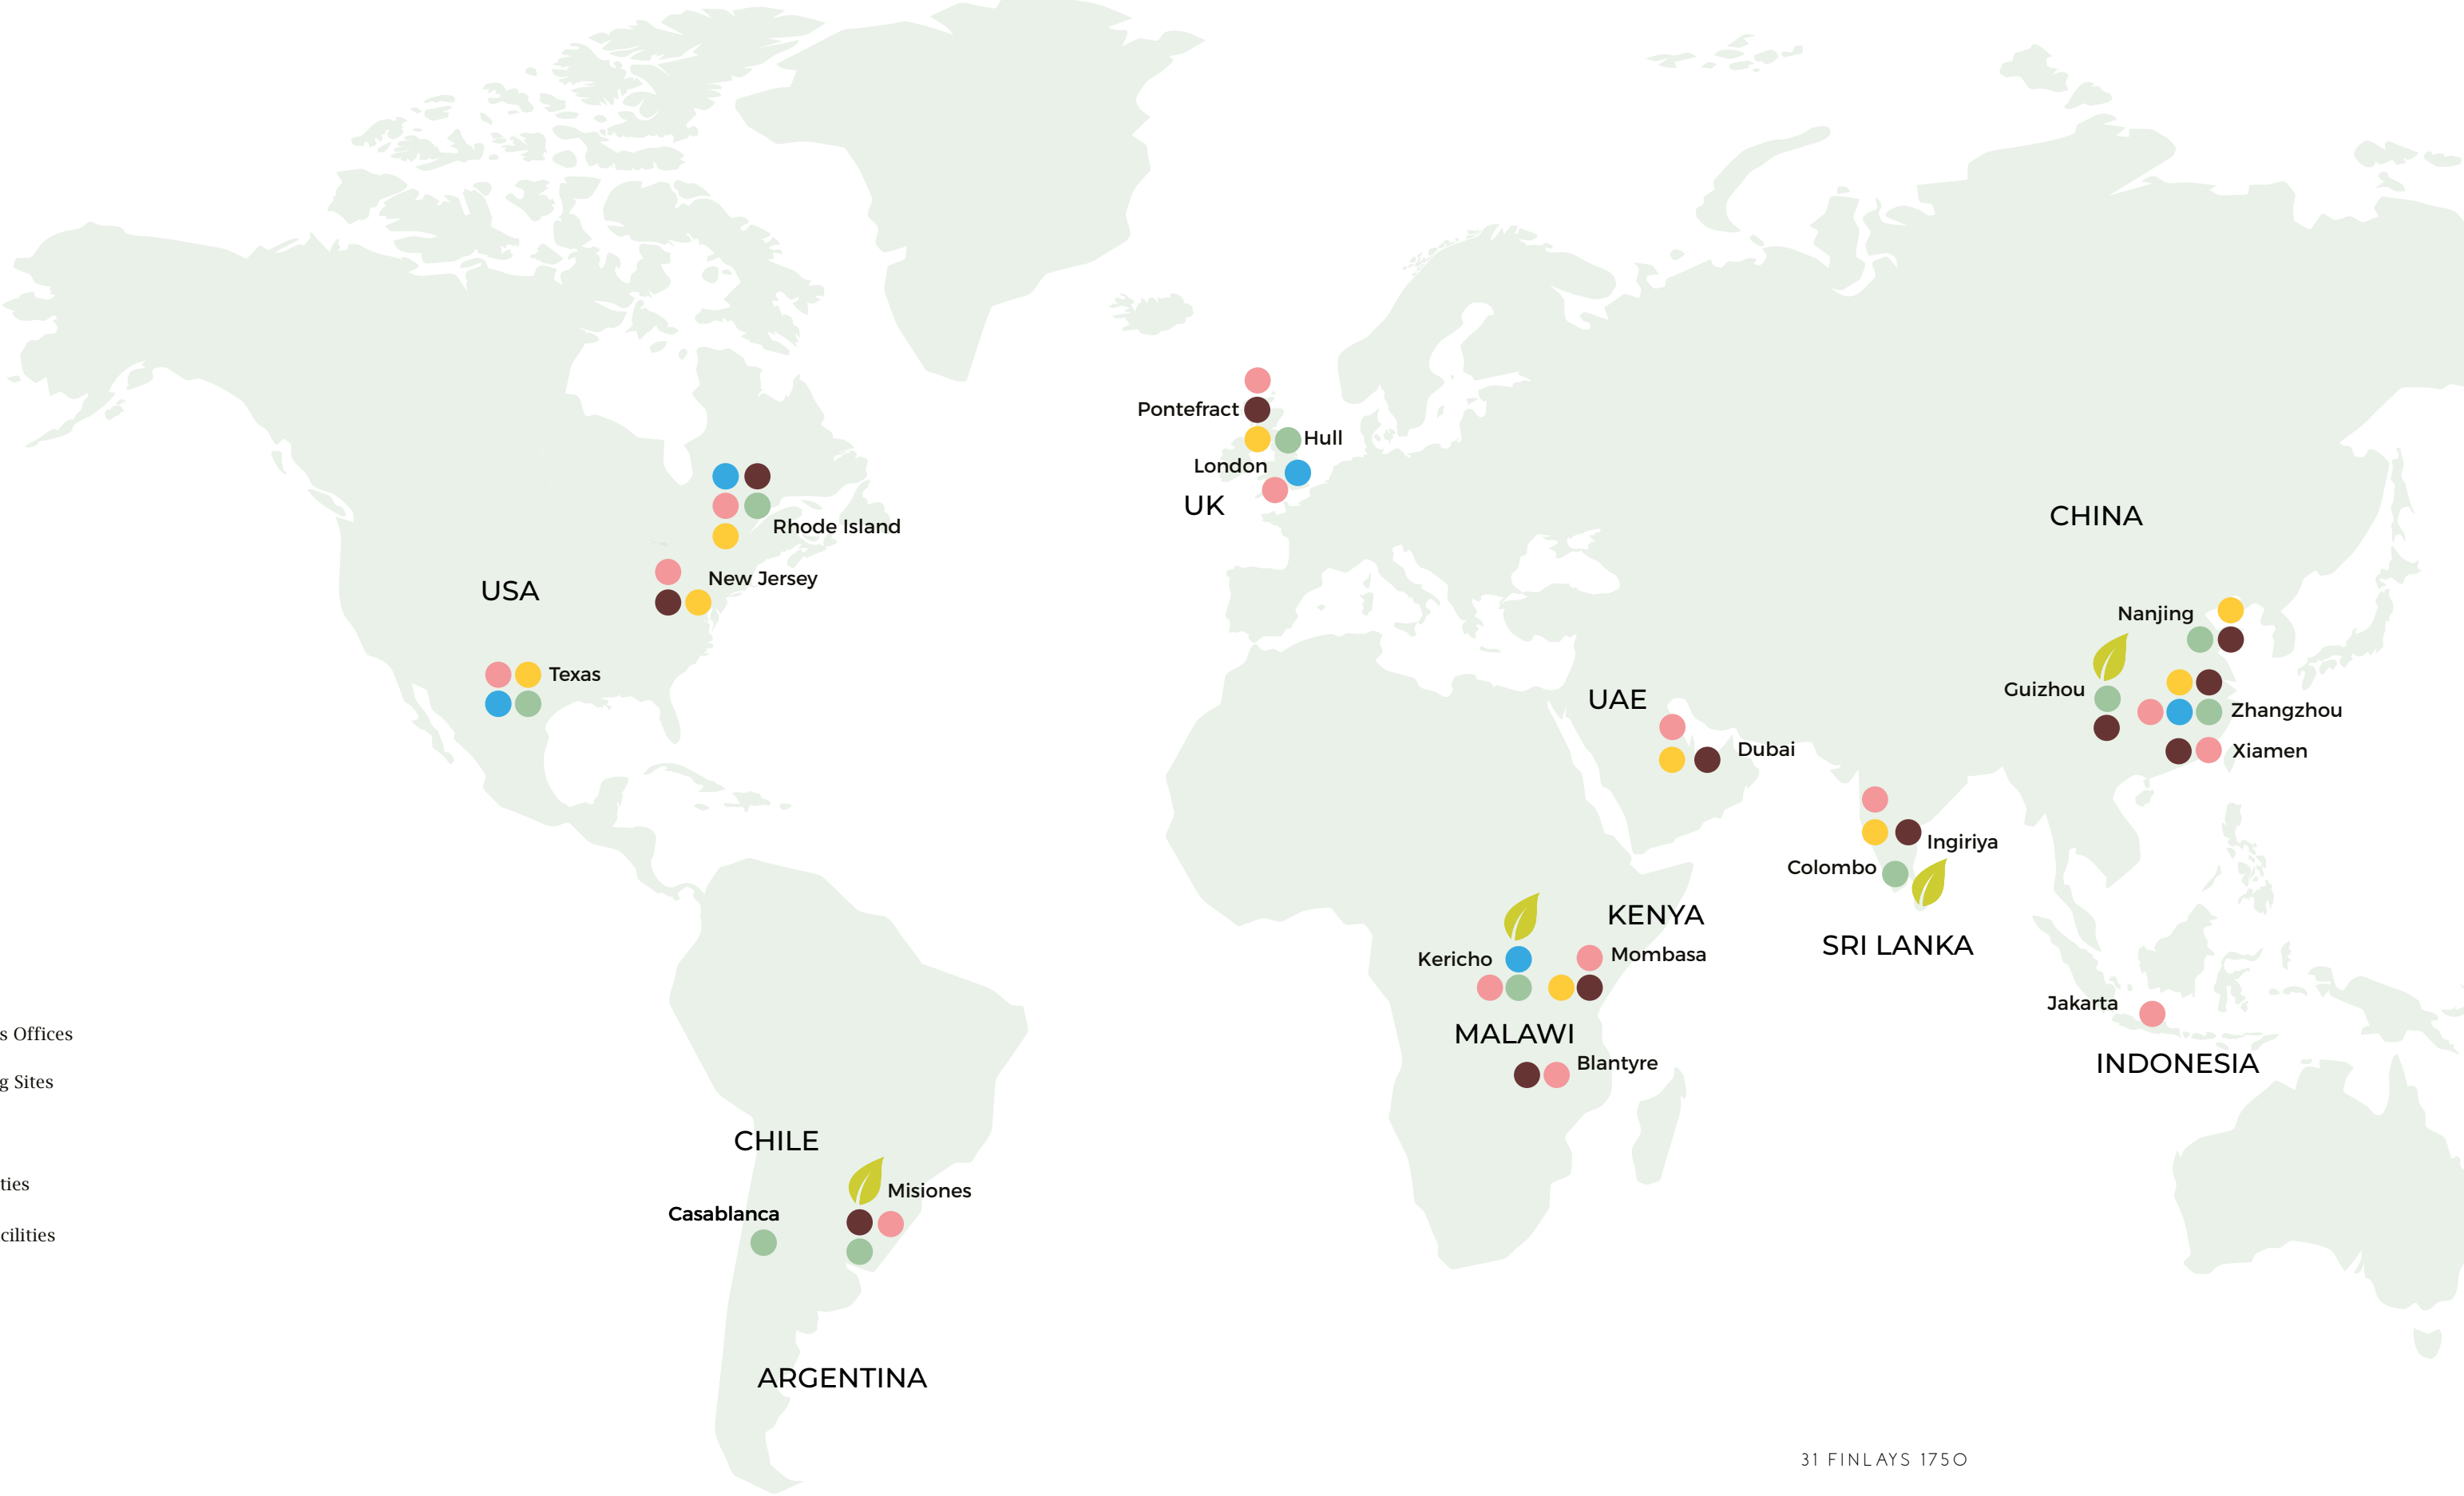 Pontefract
Hull
London
UK
Rhode Island
New Jersey
USA
Texas
CHINA
Nanjing
Guizhou
Zhangzhou
Xiamen
UAE
Dubai
Ingiriya
Colombo
SRI LANKA
KENYA
Kericho
Mombasa
MALAWI
Blantyre
Jakarta
INDONESIA
s Offices
g Sites
ties
cilities
CHILE
Misiones
Casablanca
ARGENTINA
31 FINLAYS 1750